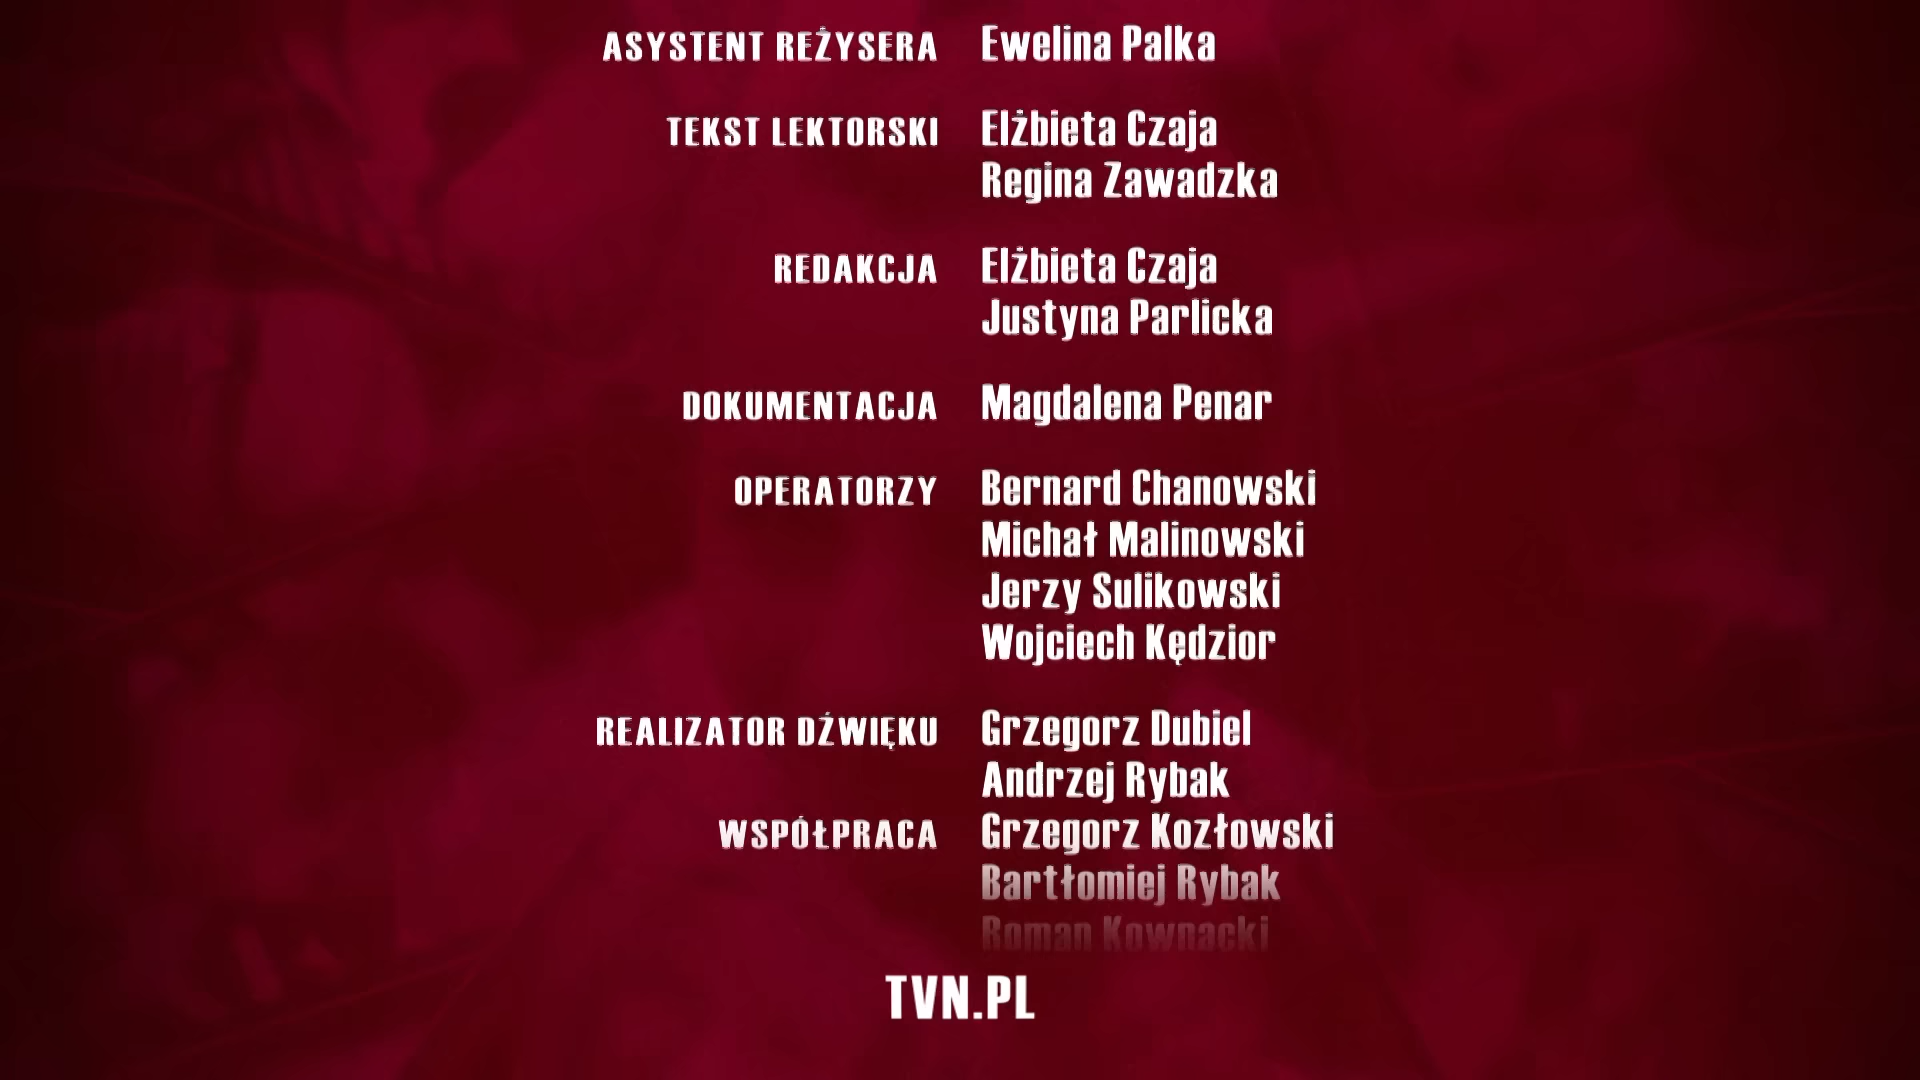 ASYSTENT REŻYSERA Ewelina Palka
TEKST LEKTORSKI Elżbieta Czaja
Regina Zawadzka
REDAKCJA Elżbieta Czaja
Justyna Parlicka
DOKUMENTACJA Magdalena Penar
OPERATORZY Bernard Chanowski
Michał Malinowski
Jerzy Sulikowski
Wojciech Kędzior
REALIZATOR DŹWIĘKU Grzegorz Dubiel
Andrzej Rybak
WSPÓŁPRACA Grzegorz Kozłowski
Bartłomiej Rybak
Roman Kownacki
TVN.PL